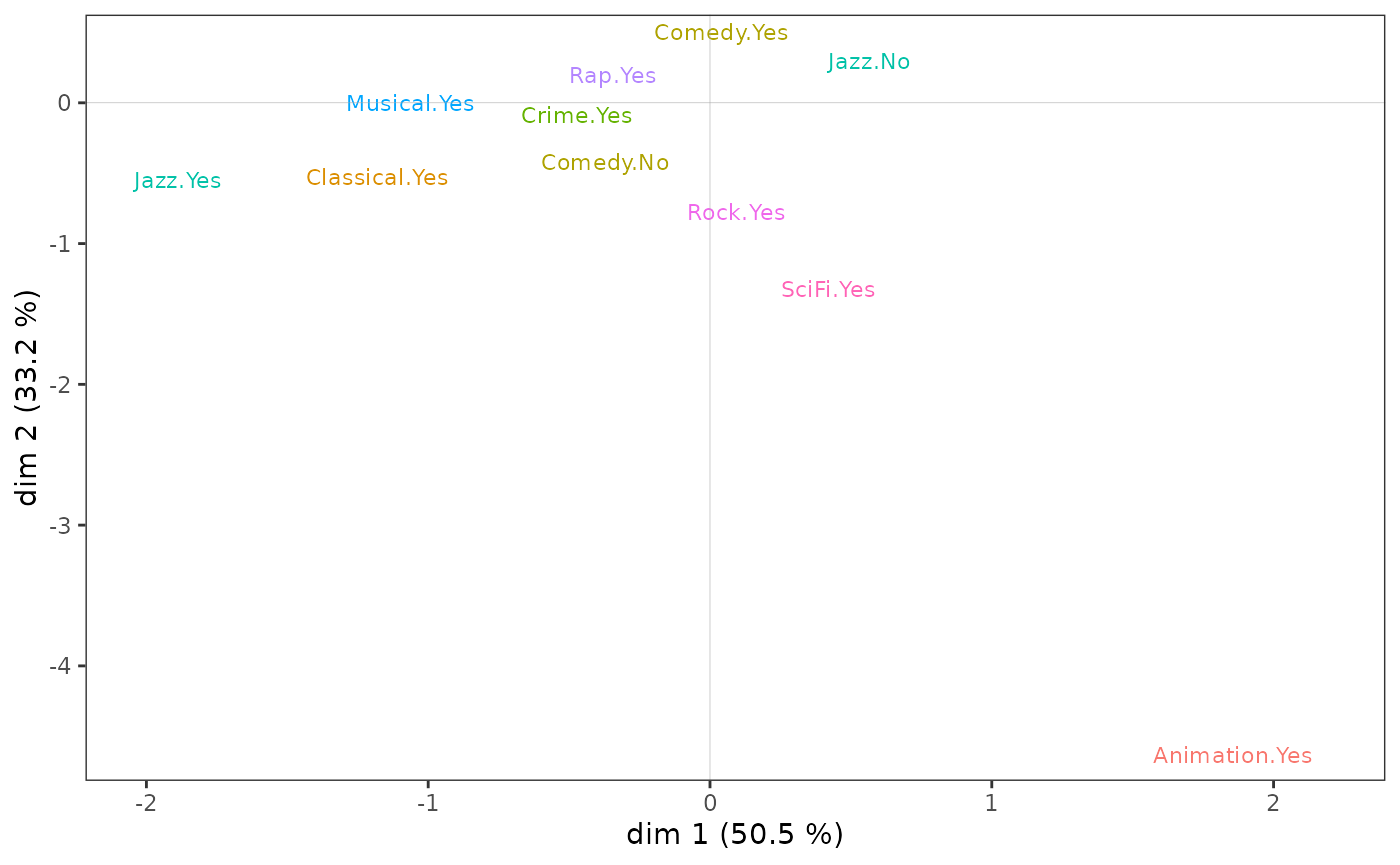 Comedy.Yes
Jazz.No
Rap.Yes
0
Musical.Yes
Crime.Yes
Comedy.No
Jazz.Yes
Classical.Yes
Rock.Yes
-1
SciFi.Yes
dim 2 (33.2 %)
-2
-3
-4
Animation.Yes
-2 -1 0 1 2
dim 1 (50.5 %)